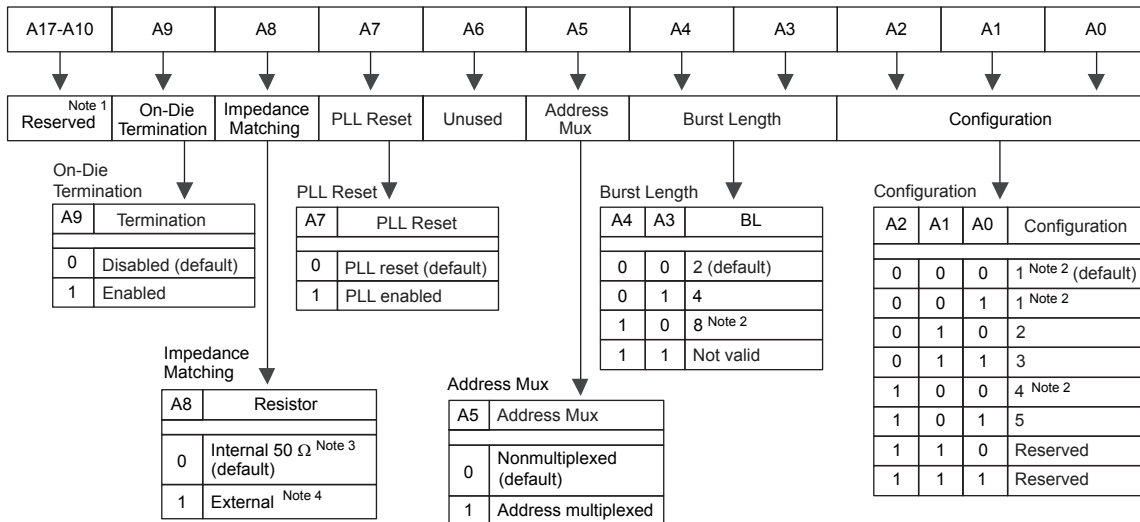 A17-A10 A9 A8 A7 A6 A5 A4 A3 A2 A1 A0
Reserved Note 1
On-Die
Termination
Impedance
Matching
PLL Reset
Unused
Address
Mux
Burst Length
Configuration
On-Die
Termination
A9 Termination
0 Disabled (default)
1 Enabled
PLL Reset
A7 PLL Reset
0 PLL reset (default)
1 PLL enabled
Burst Length
A4 A3 BL
0 0 2 (default)
0 1 4
1 0 8 Note 2
1 1 Not valid
Configuration
A2 A1 A0 Configuration
0 0 0 1 Note 2 (default)
0 0 1 1 Note 2
0 1 0 2
0 1 1 3
1 0 0 4 Note 2
1 0 1 5
1 1 0 Reserved
1 1 1 Reserved
Impedance
Matching
A8 Resistor
0 Internal 50 Ω Note 3
(default)
1 External Note 4
Address Mux
A5 Address Mux
0 Nonmultiplexed
(default)
1 Address multiplexed